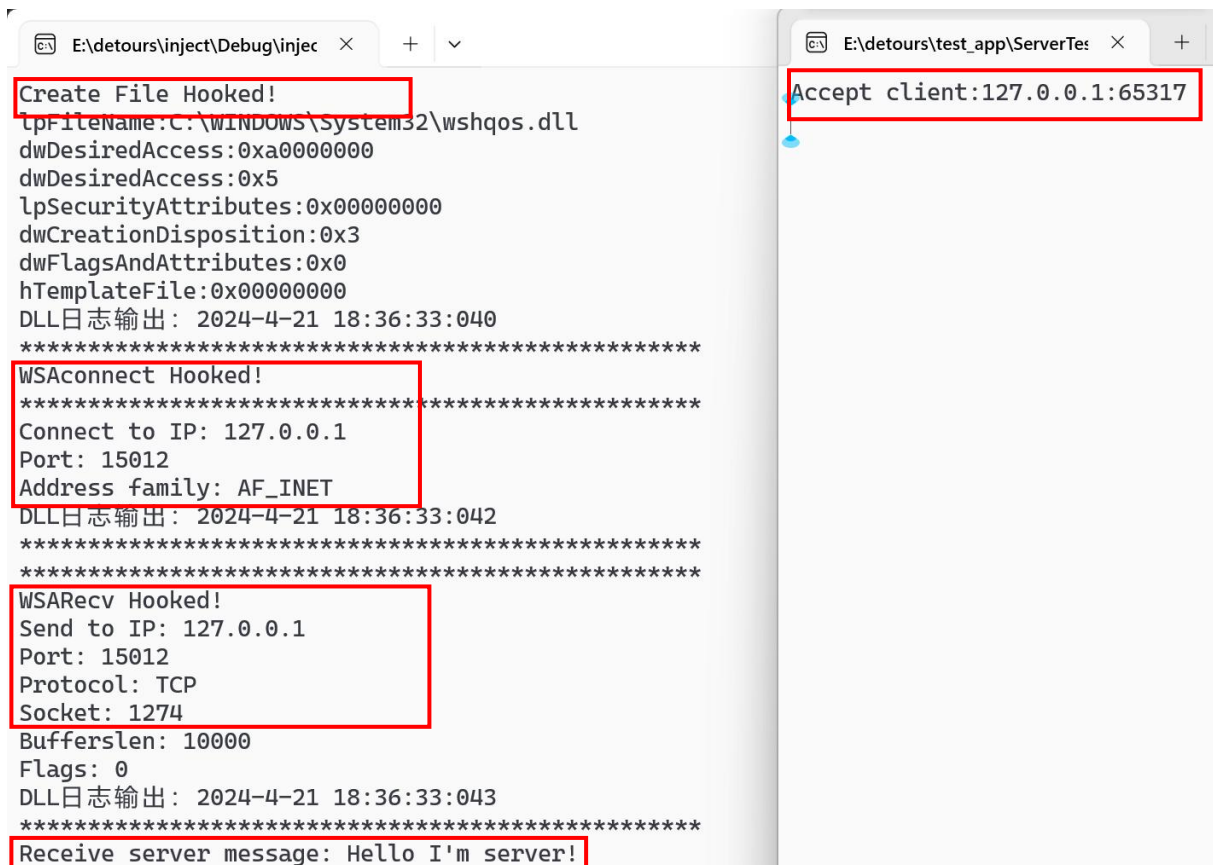 E:\detours\inject\Debug\injec
Create File Hooked!
lpFileName:C:\WINDOWS\System32\wshqos.dll
dwDesiredAccess:0xa0000000
dwDesiredAccess:0x5
lpSecurityAttributes:0x00000000
dwCreationDisposition:0x3
dwFlagsAndAttributes:0x0
hTemplateFile:0x00000000
DLL日志输出: 2024-4-21 18:36:33:040
**************************************************
WSAconnect Hooked!
**************************************************
Connect to IP: 127.0.0.1
Port: 15012
Address family: AF_INET
DLL日志输出: 2024-4-21 18:36:33:042
**************************************************
**************************************************
WSARecv Hooked!
Send to IP: 127.0.0.1
Port: 15012
Protocol: TCP
Socket: 1274
Bufferslen: 10000
Flags: 0
DLL日志输出: 2024-4-21 18:36:33:043
**************************************************
Receive server message: Hello I'm server!
E:\detours\test_app\ServerTes
Accept client:127.0.0.1:65317